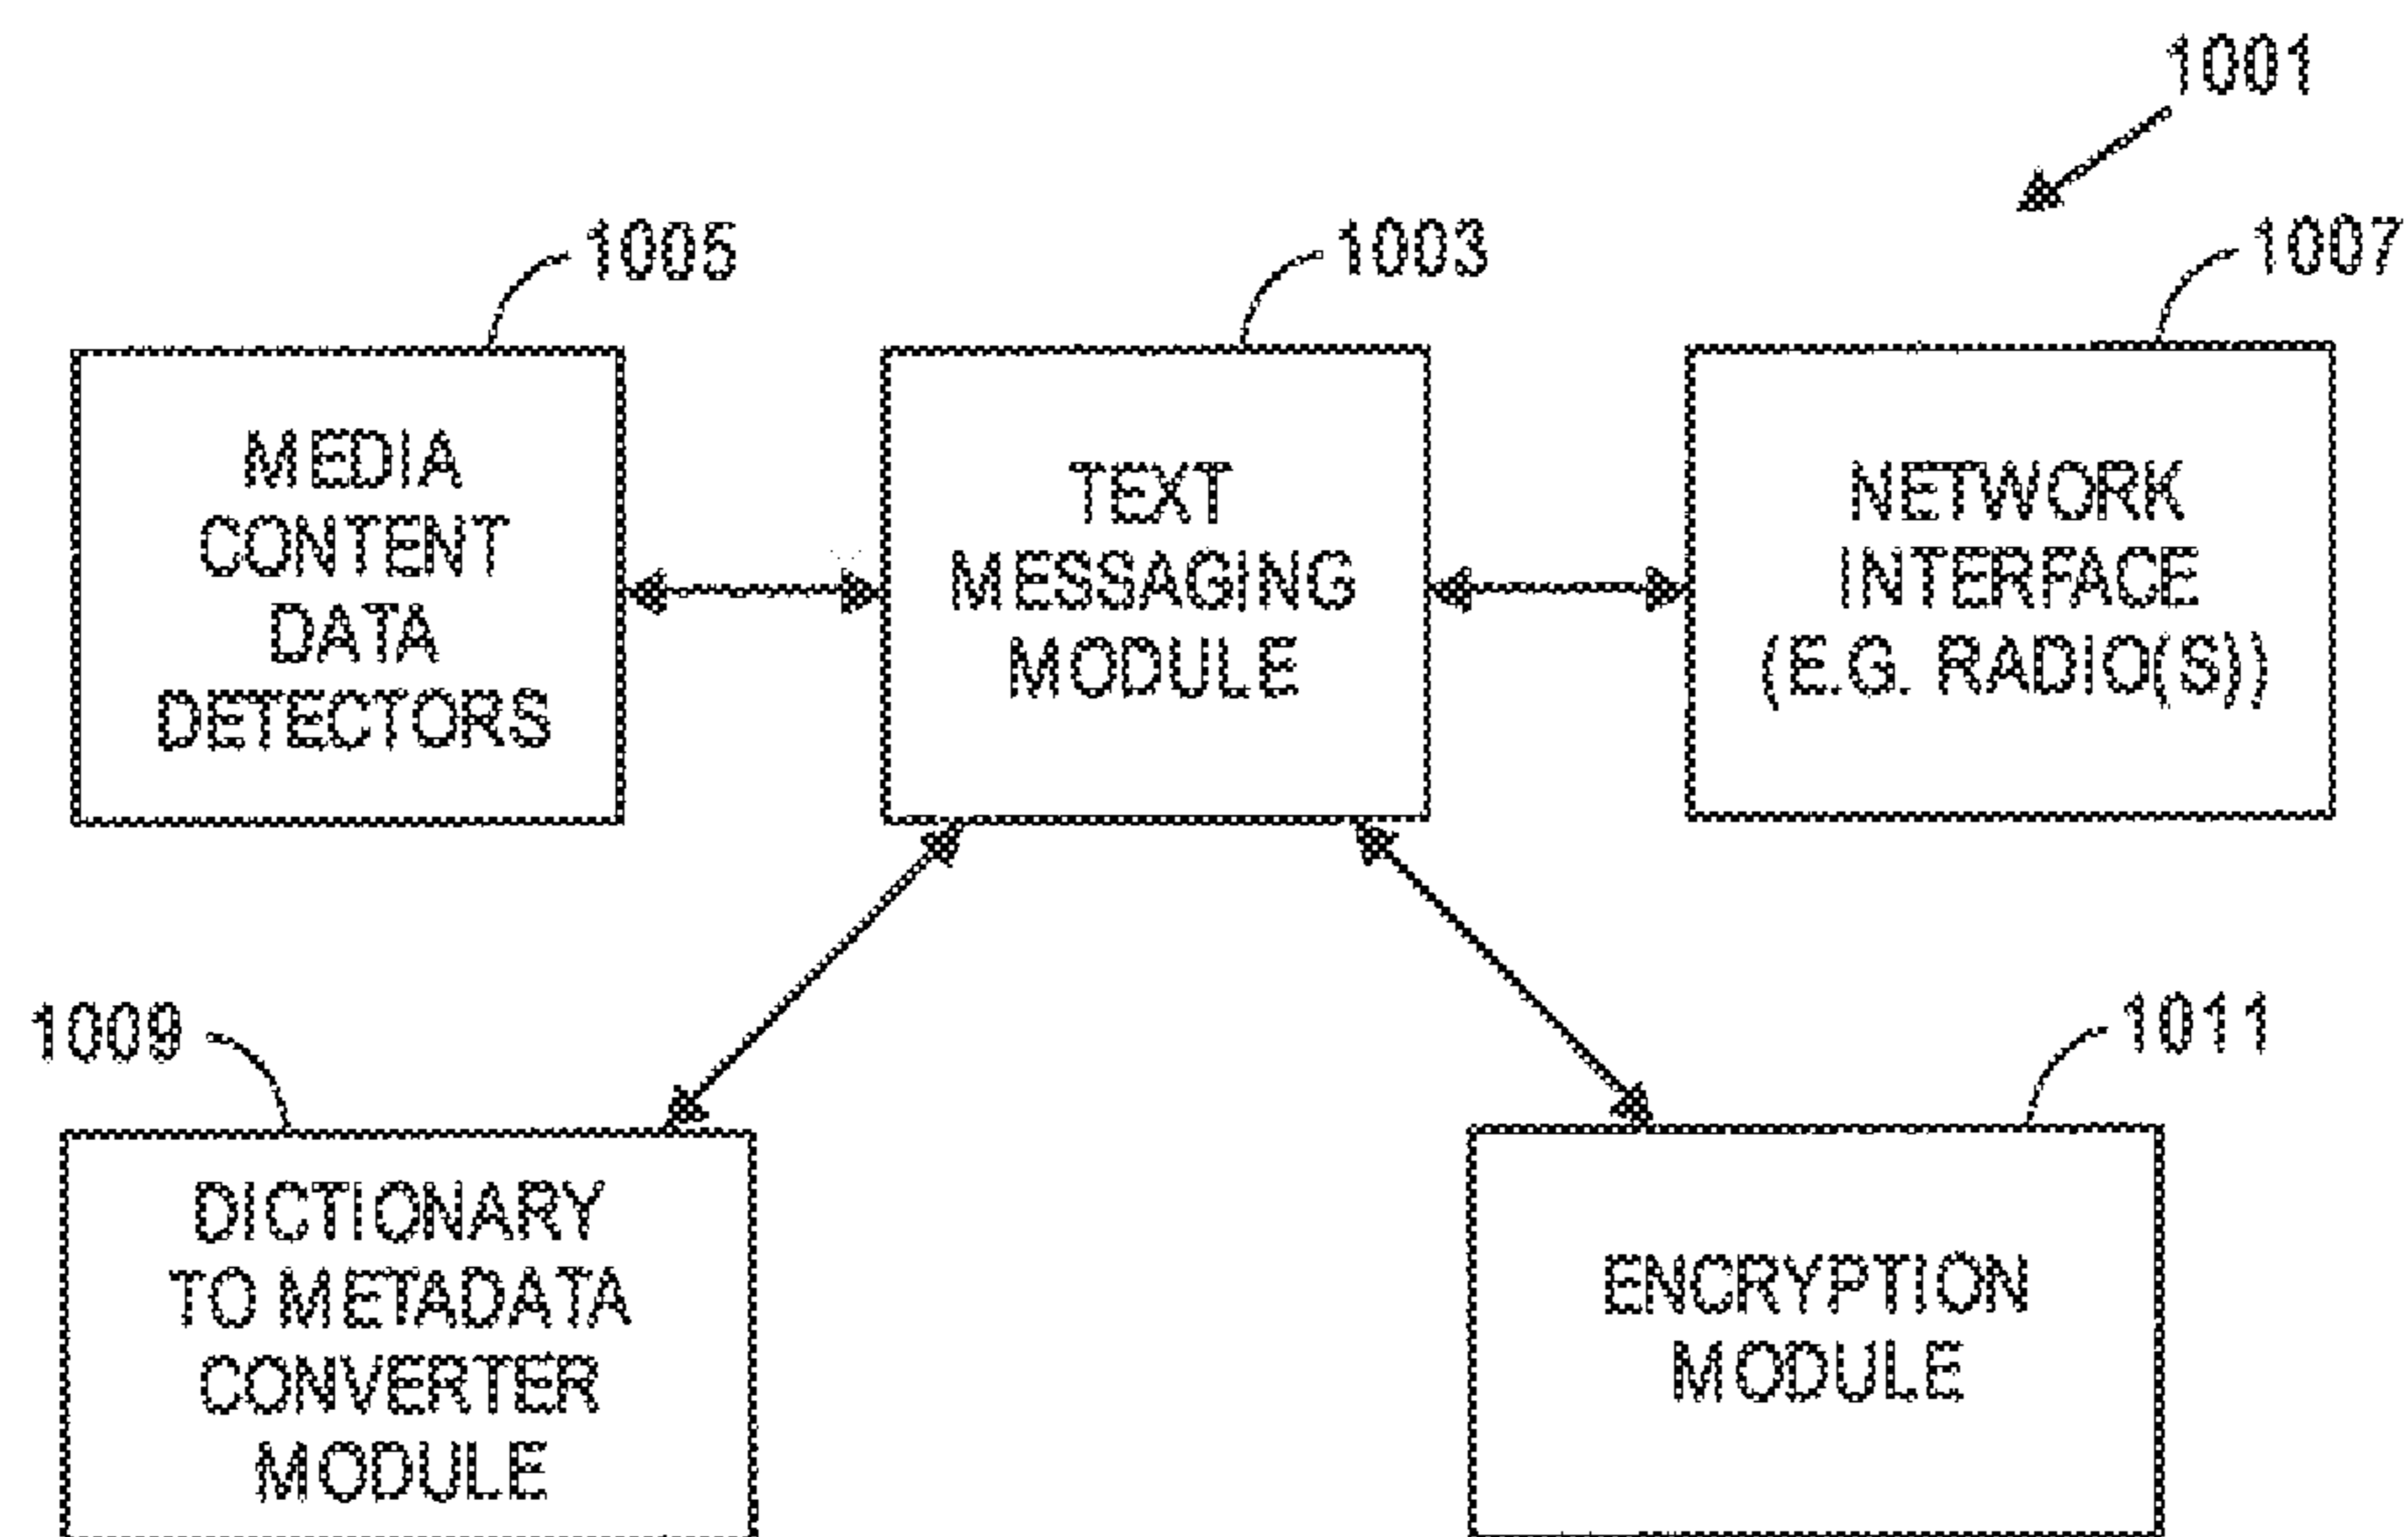 1001
1005
1003
1007
MEDIA
CONTENT
DATA
DETECTORS
TEXT
MESSAGING
MODULE
NETWORK
INTERFACE
(E.G. RADIO(S))
1009
1011
DICTIONARY
TO METADATA
CONVERTER
MODULE
ENCRYPTION
MODULE